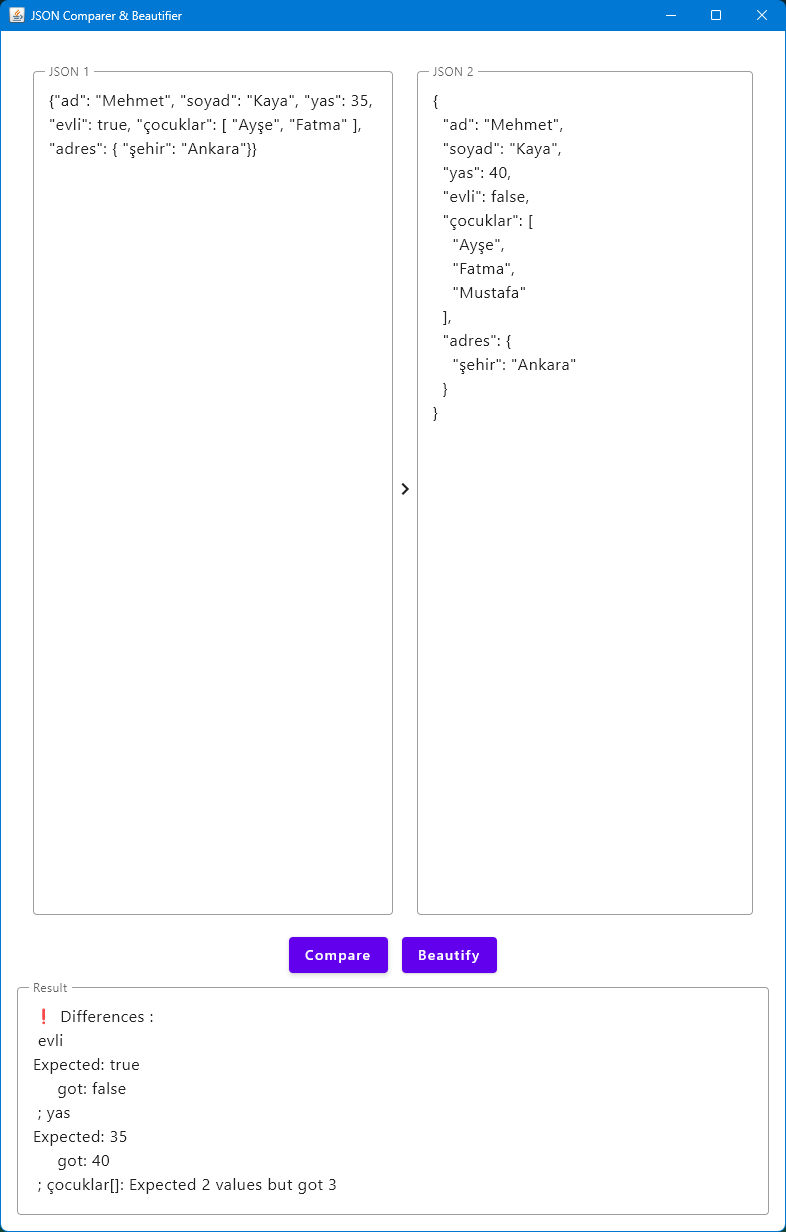 JSON Comparer & Beautifier
JSON 1
{"ad": "Mehmet", "soyad": "Kaya", "yas": 35,
"evli": true, "çocuklar": [ "Ayşe", "Fatma" ],
"adres": { "şehir": "Ankara"}}
JSON 2
{
"ad": "Mehmet",
"soyad": "Kaya",
"yas": 40,
"evli": false,
"çocuklar": [
"Ayşe",
"Fatma",
"Mustafa"
],
"adres": {
"şehir": "Ankara"
}
}
Compare
Beautify
Result
❗ Differences :
evli
Expected: true
got: false
; yas
Expected: 35
got: 40
; çocuklar[]: Expected 2 values but got 3